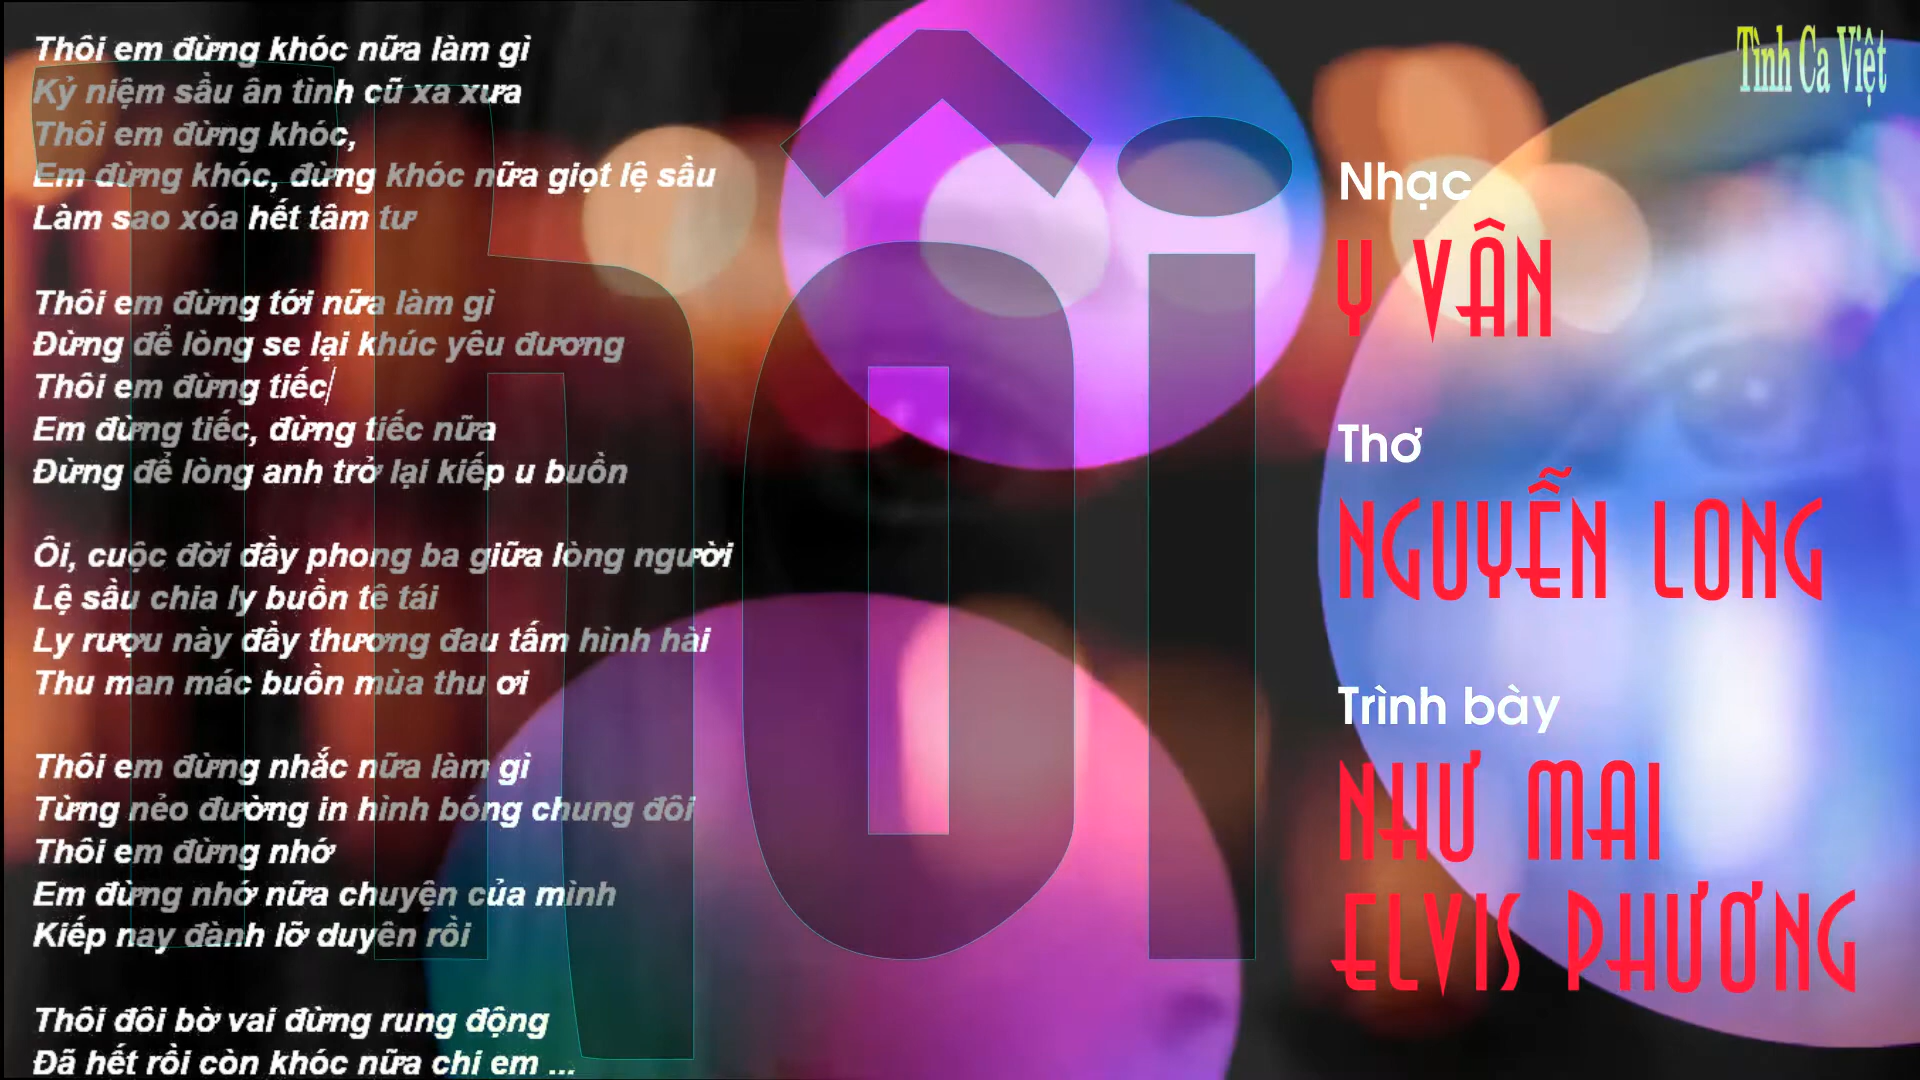 Thôi em đừng khóc nữa làm gì
Kỷ niệm sầu ân tình cũ xa xưa
Thôi em đừng khóc,
Em đừng khóc, đừng khóc nữa giọt lệ sầu
Làm sao xóa hết tâm tư
Thôi em đừng tới nữa làm gì
Đừng để lòng se lại khúc yêu đương
Thôi em đừng tiếc
Em đừng tiếc, đừng tiếc nữa
Đừng để lòng anh trở lại kiếp u buồn
Ôi, cuộc đời đầy phong ba giữa lòng người
Lệ sầu chia ly buồn tê tái
Ly rượu này đầy thương đau tấm hình hài
Thu man mác buồn mùa thu ơi
Thôi em đừng nhắc nữa làm gì
Từng nẻo đường in hình bóng chung đôi
Thôi em đừng nhớ
Em đừng nhớ nữa chuyện của mình
Kiếp nay đành lỡ duyên rồi
Thôi đôi bờ vai đừng rung động
Đã hết rồi còn khóc nữa chi em ...
Thôi
Tình Ca Việt
Nhạc
Y VÂN
Thơ
NGUYỄN LONG
Trình bày
NHƯ MAI
ELVIS PHƯƠNG